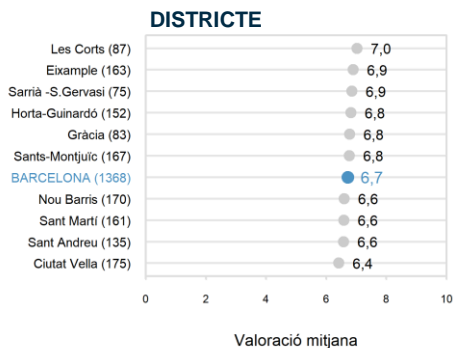 DISTRICTE
Les Corts (87) 7,0
Eixample (163) 6,9
Sarrià -S.Gervasi (75) 6,9
Horta-Guinardó (152) 6,8
Gràcia (83) 6,8
Sants-Montjuïc (167) 6,8
BARCELONA (1368) 6,7
Nou Barris (170) 6,6
Sant Martí (161) 6,6
Sant Andreu (135) 6,6
Ciutat Vella (175) 6,4
0 2 4 6 8 10
Valoració mitjana